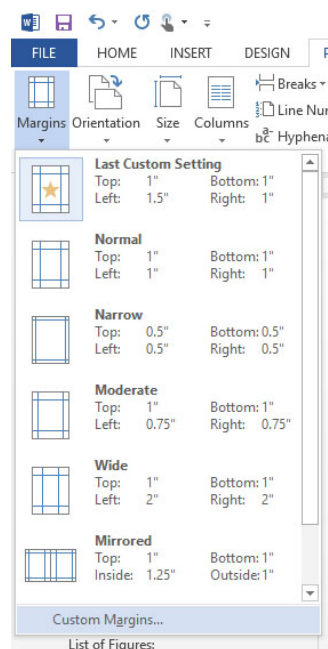 FILE HOME INSERT DESIGN
Breaks
Line Nur
Margins Orientation Size Columns
bc Hyphena
Last Custom Setting
Top: 1" Bottom: 1"
Left: 1.5" Right: 1"
Normal
Top: 1" Bottom: 1"
Left: 1" Right: 1"
Narrow
Top: 0.5" Bottom: 0.5"
Left: 0.5" Right: 0.5"
Moderate
Top: 1" Bottom: 1"
Left: 0.75" Right: 0.75"
Wide
Top: 1" Bottom: 1"
Left: 2" Right: 2"
Mirrored
Top: 1" Bottom: 1"
Inside: 1.25" Outside: 1"
Custom Margins...
List of Figures: